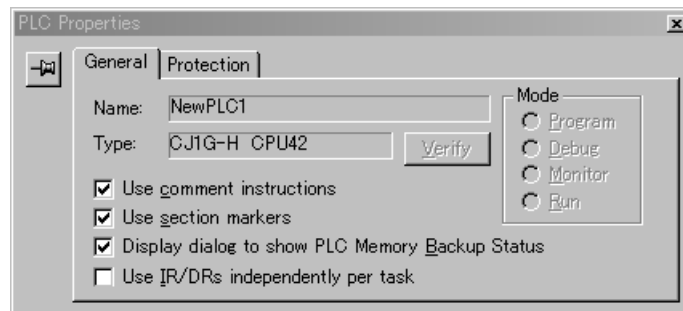 PLC Properties
General
Protection
Name: NewPLC1
Type: CJ1G-H CPU42
Verify
Mode
Program
Debug
Monitor
Run
Use comment instructions
Use section markers
Display dialog to show PLC Memory Backup Status
Use IR/DRs independently per task